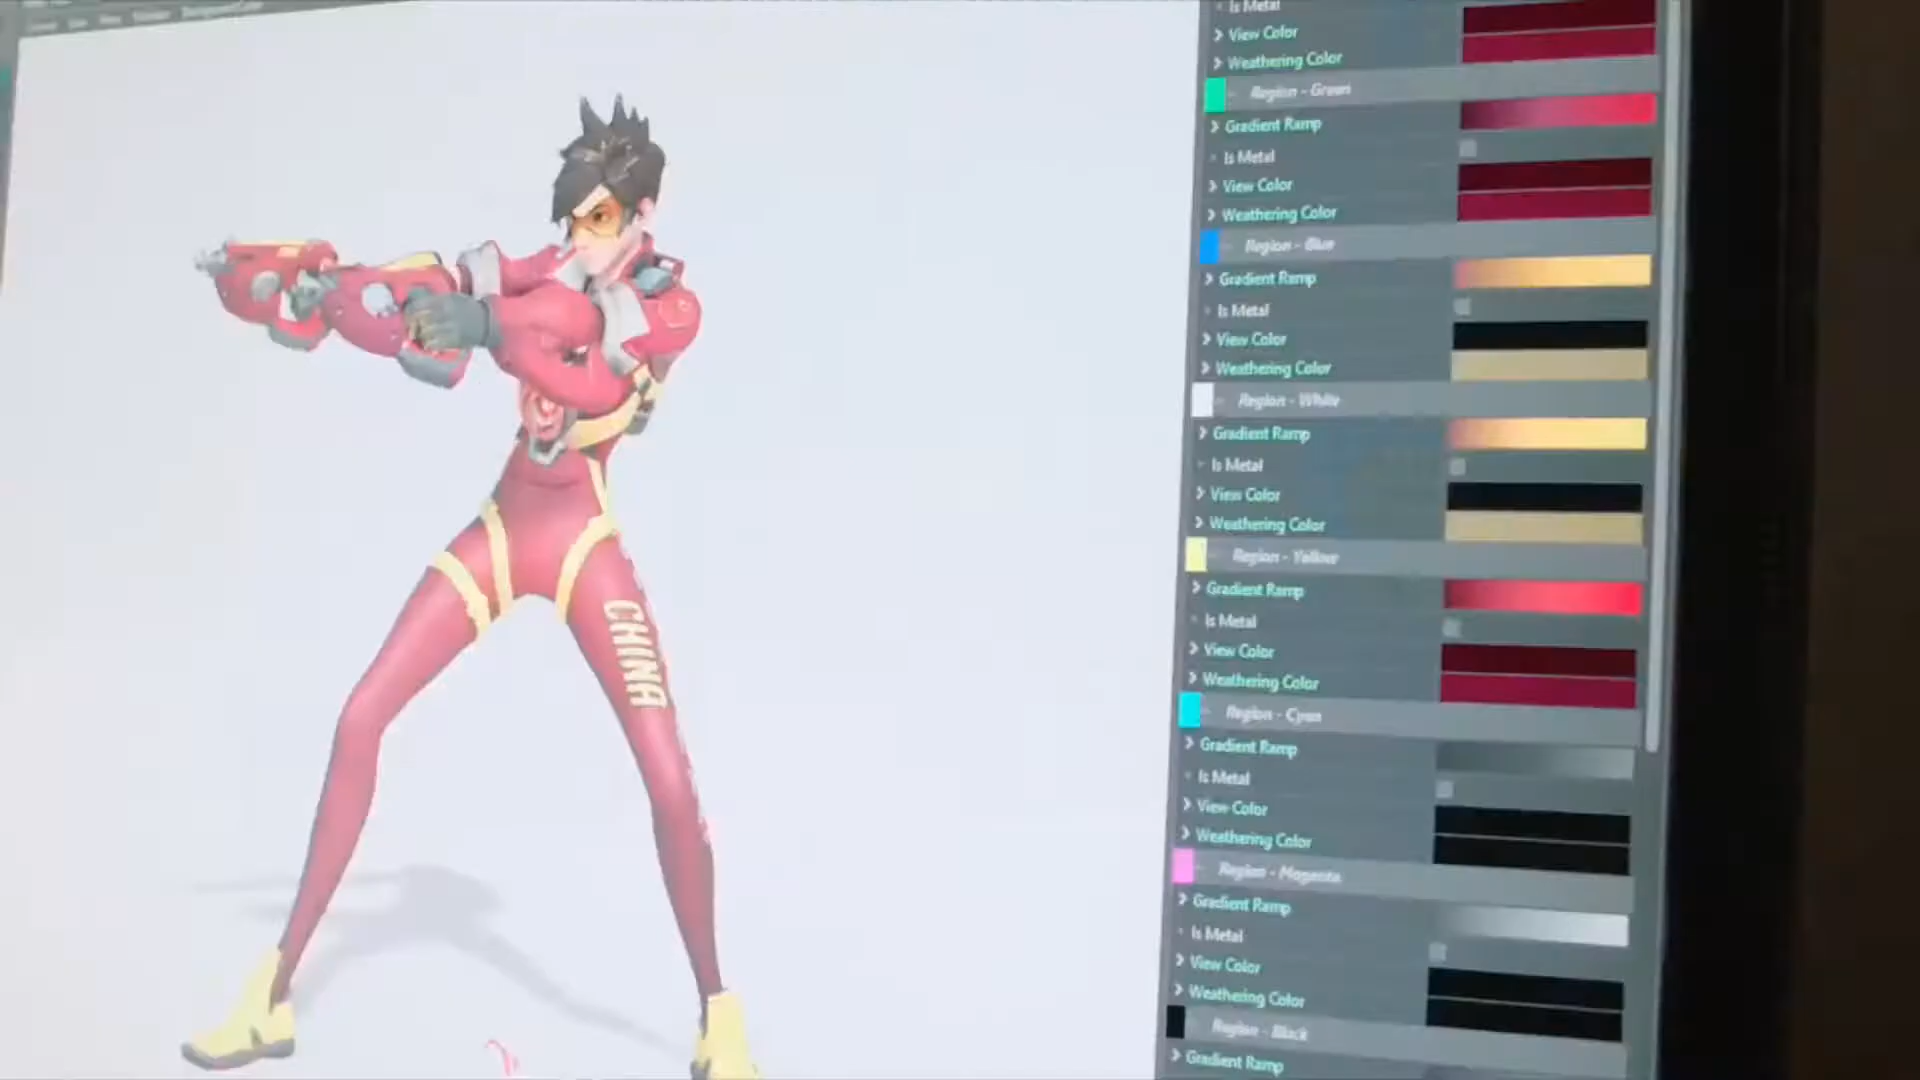 Is Metal
View Color
Weathering Color
Region - Green
Gradient Ramp
Is Metal
View Color
Weathering Color
Region - Blue
Gradient Ramp
Is Metal
View Color
Weathering Color
Region - White
Gradient Ramp
Is Metal
View Color
Weathering Color
Region - Yellow
Gradient Ramp
Is Metal
View Color
Weathering Color
Region - Cyan
Gradient Ramp
Is Metal
View Color
Weathering Color
Region - Magenta
Gradient Ramp
Is Metal
View Color
Weathering Color
Region - Black
Gradient Ramp
CHINA